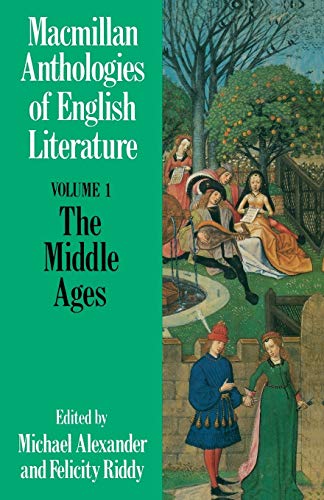 Macmillan
Anthologies
of English
Literature
VOLUME 1
The
Middle
Ages
Edited by
Michael Alexander
and Felicity Riddy